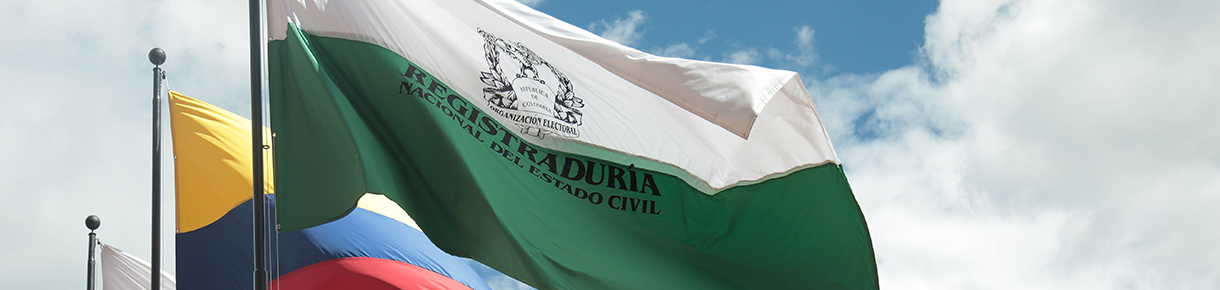 REPÚBLICA
DE
COLOMBIA
ORGANIZACIÓN ELECTORAL
REGISTRADURÍA
NACIONAL DEL ESTADO CIVIL